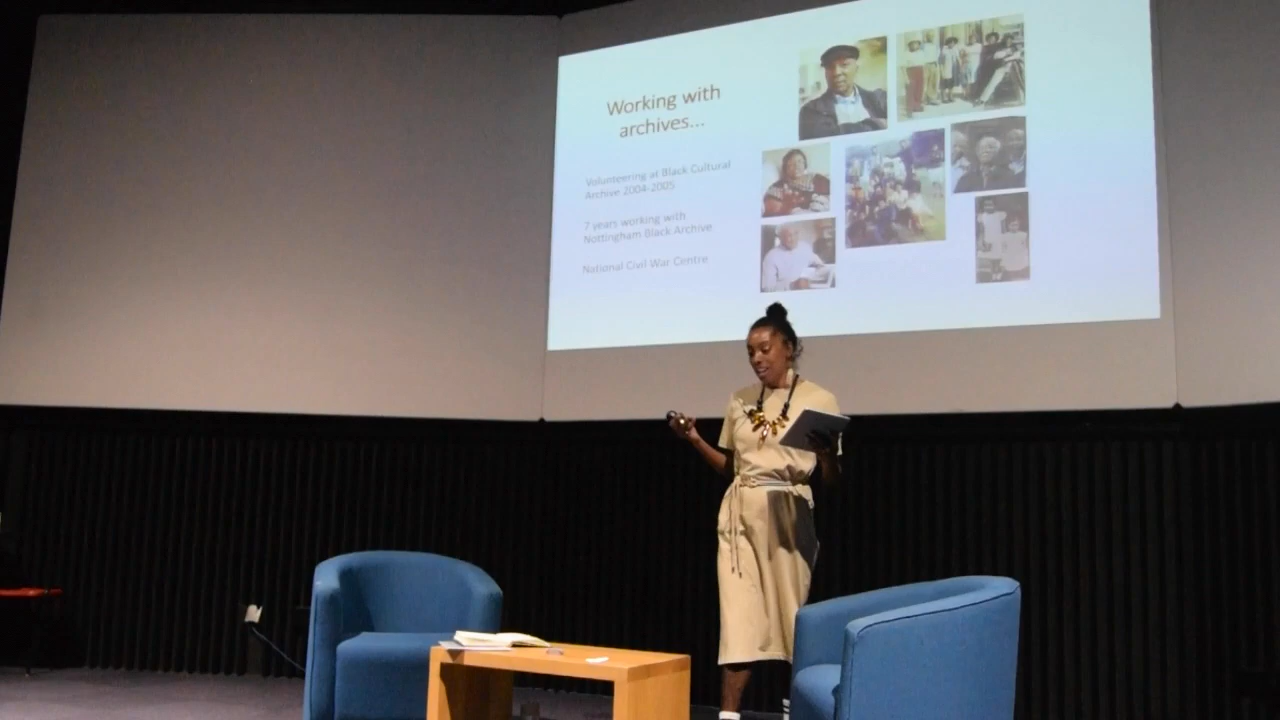 Working with
archives...
Volunteering at Black Cultural
Archive 2004-2005
7 years working with
Nottingham Black Archive
National Civil War Centre